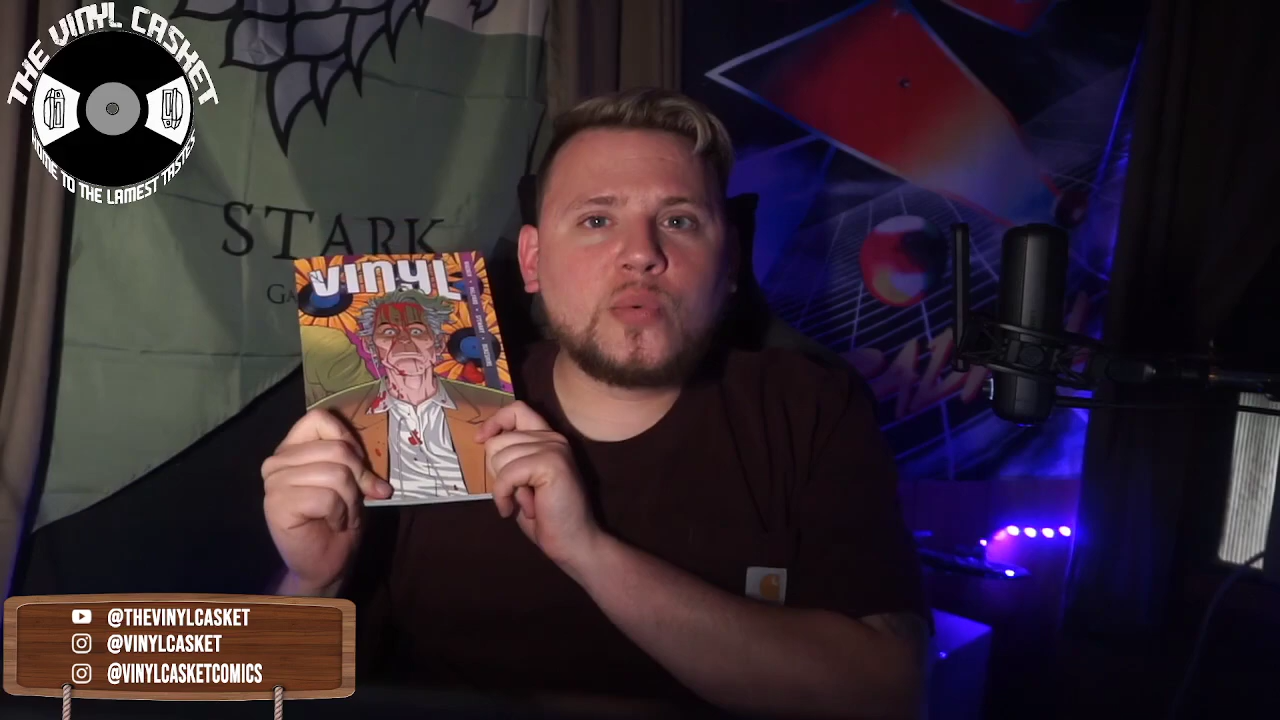 THE VINYL CASKET
HOME TO THE LAMEST TASTES
STARK
VINYL
@THEVINYLCASKET
@VINYLCASKET
@VINYLCASKETCOMICS